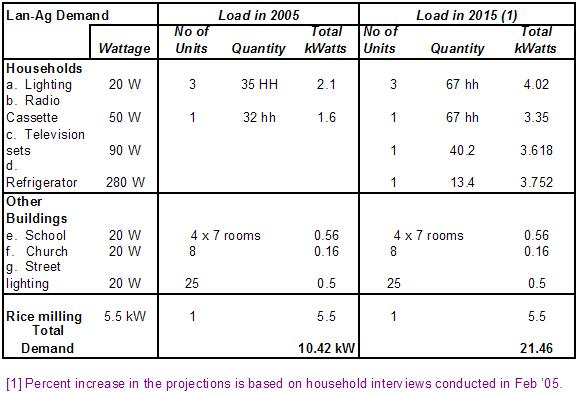 Lan-Ag Demand Load in 2005 Load in 2015 (1)
No of Total No of Total
Wattage Units Quantity kWatts Units Quantity kWatts
Households
a. Lighting 20 W 3 35 HH 2.1 3 67 hh 4.02
b. Radio
Cassette 50 W 1 32 hh 1.6 1 67 hh 3.35
c. Television
sets 90 W 1 40.2 3.618
d.
Refrigerator 280 W 1 13.4 3.752
Other
Buildings
e. School 20 W 4 x 7 rooms 0.56 4 x 7 rooms 0.56
f. Church 20 W 8 0.16 8 0.16
g. Street
lighting 20 W 25 0.5 25 0.5
Rice milling 5.5 kW 1 5.5 1 5.5
Total
Demand 10.42 kW 21.46
[1] Percent increase in the projections is based on household interviews conducted in Feb '05.